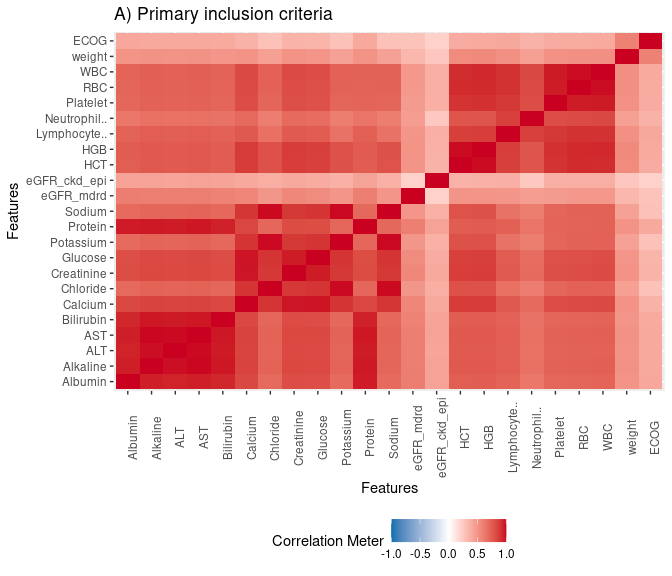 A) Primary inclusion criteria
ECOG
weight
WBC
RBC
Platelet
Neutrophil..
Lymphocyte..
HGB
HCT
eGFR_ckd_epi
eGFR_mdrd
Sodium
Protein
Potassium
Glucose
Creatinine
Chloride
Calcium
Bilirubin
AST
ALT
Alkaline
Albumin
Features
Albumin
Alkaline
ALT
AST
Bilirubin
Calcium
Chloride
Creatinine
Glucose
Potassium
Protein
Sodium
eGFR_mdrd
eGFR_ckd_epi
HCT
HGB
Lymphocyte..
Neutrophil..
Platelet
RBC
WBC
weight
ECOG
Features
Correlation Meter
-1.0 -0.5 0.0 0.5 1.0